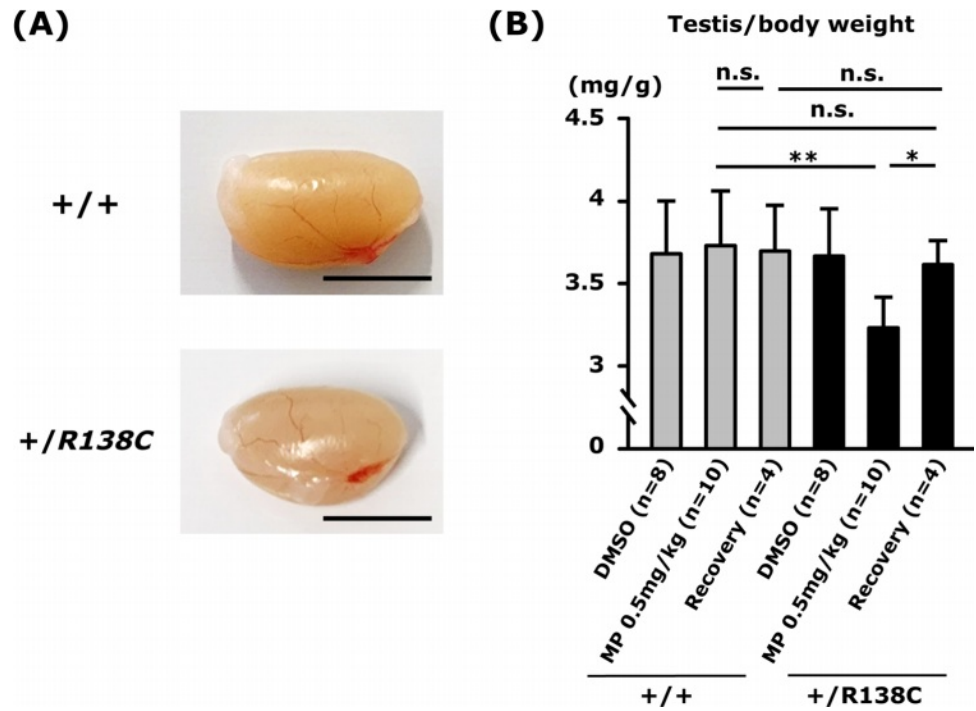 (A)
+/+
+/R138C
(B)
Testis/body weight
(mg/g)
n.s.
n.s.
n.s.
**
*
4.5
4
3.5
3
0
DMSO (n=8)
MP 0.5mg/kg (n=10)
Recovery (n=4)
DMSO (n=8)
MP 0.5mg/kg (n=10)
Recovery (n=4)
+/+
+/R138C